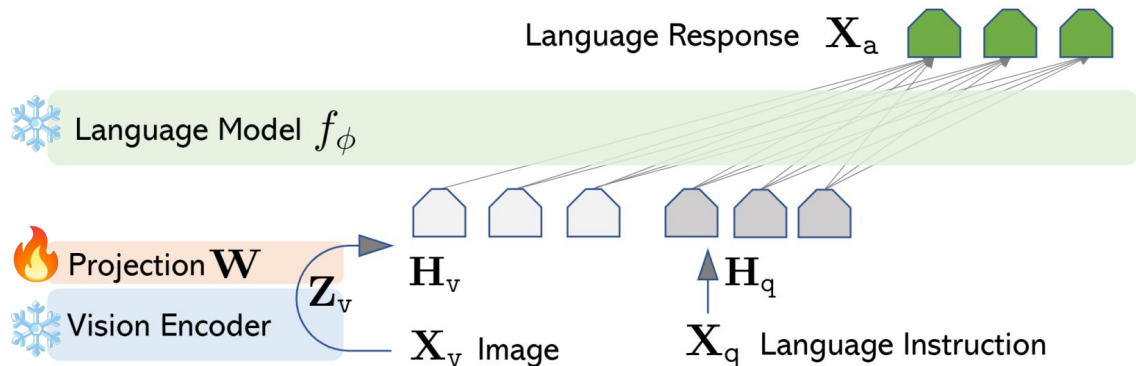 Language Response X_a
Language Model f_ϕ
Projection W
Z_v
H_v
H_q
Vision Encoder
X_v Image
X_q Language Instruction